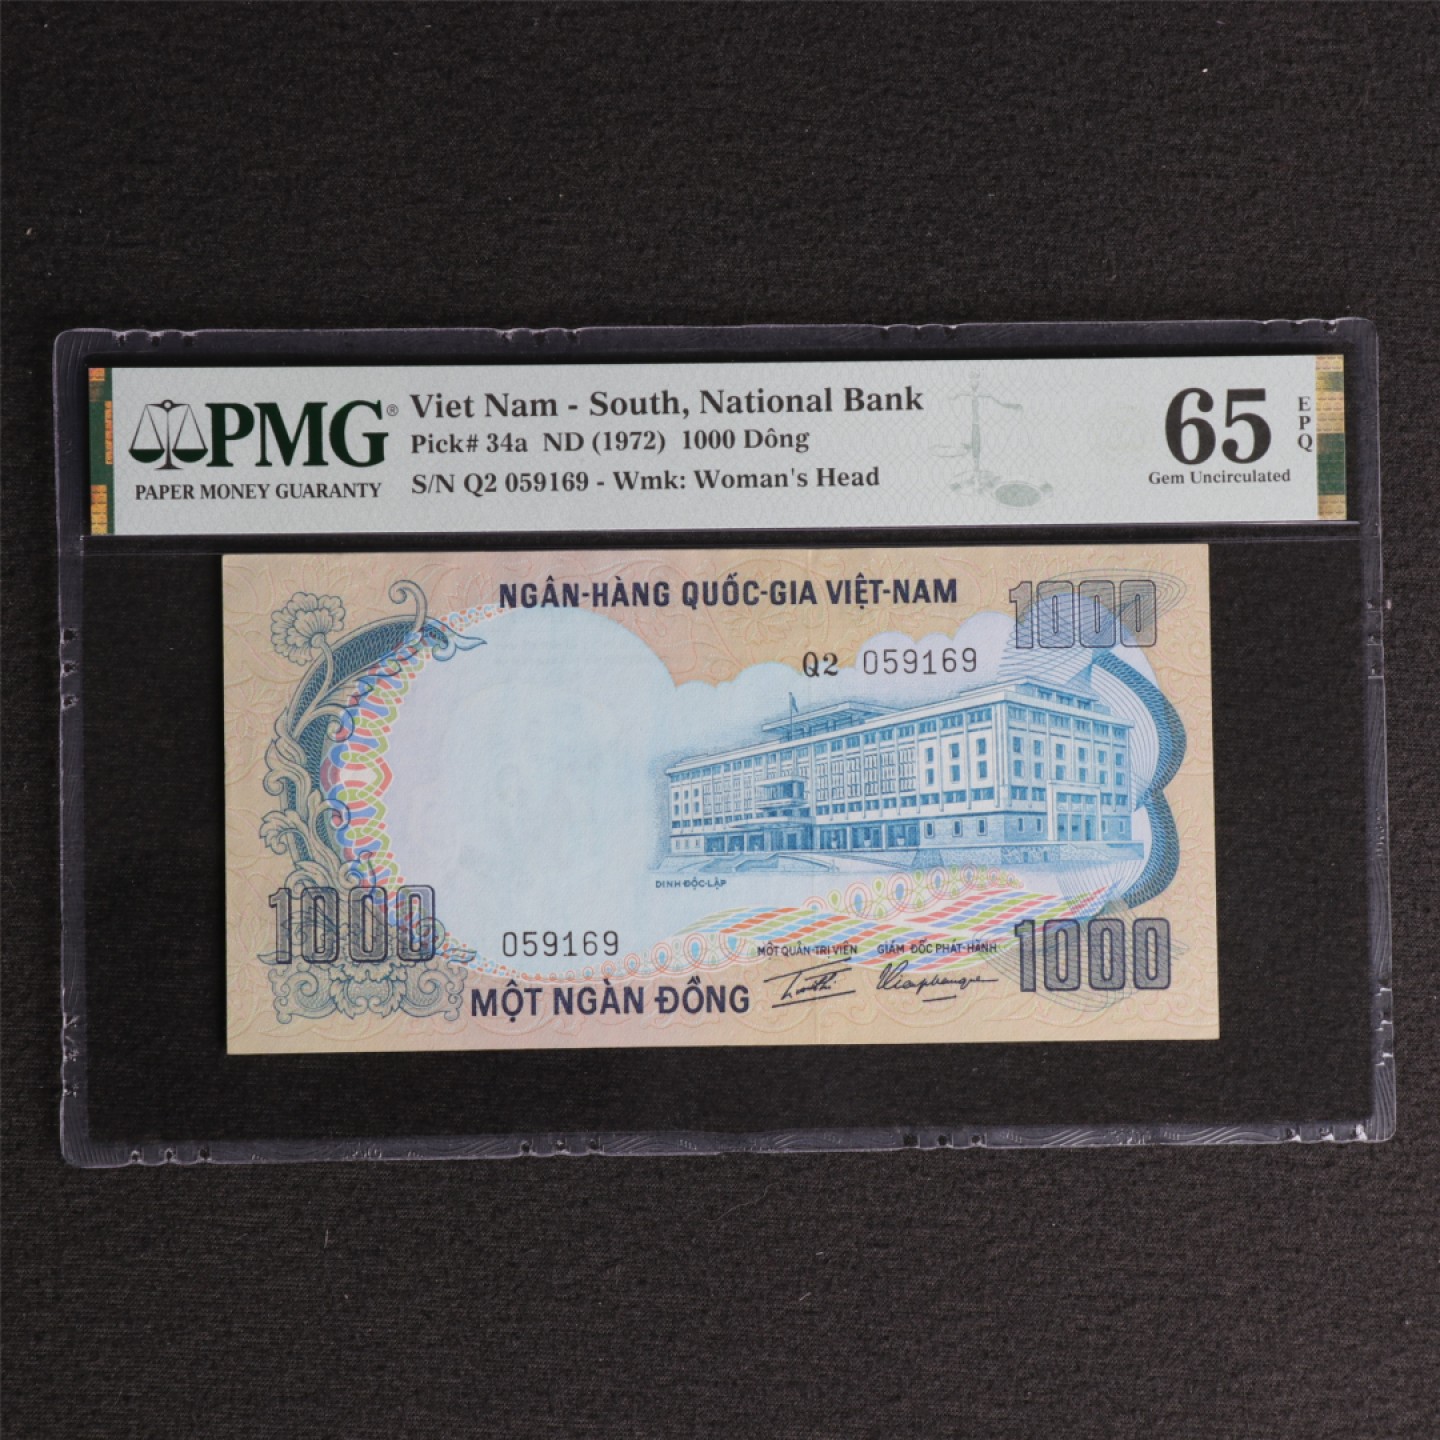 PMG®
PAPER MONEY GUARANTY
Viet Nam - South, National Bank
Pick# 34a ND (1972) 1000 Dông
S/N Q2 059169 - Wmk: Woman's Head
65
EPQ
Gem Uncirculated
NGÂN-HÀNG QUỐC-GIA VIỆT-NAM
1000
Q2 059169
DINH ĐỘC-LẬP
1000
059169
MỘT QUẢN-TRỊ VIÊN
GIÁM ĐỐC PHÁT-HÀNH
1000
MỘT NGÀN ĐỒNG